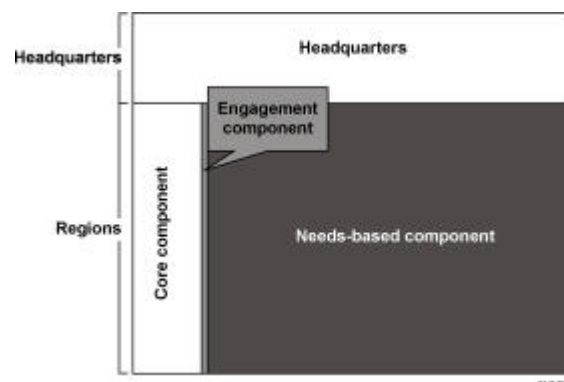 Headquarters
Headquarters
Engagement
component
Regions
Core component
Needs-based component